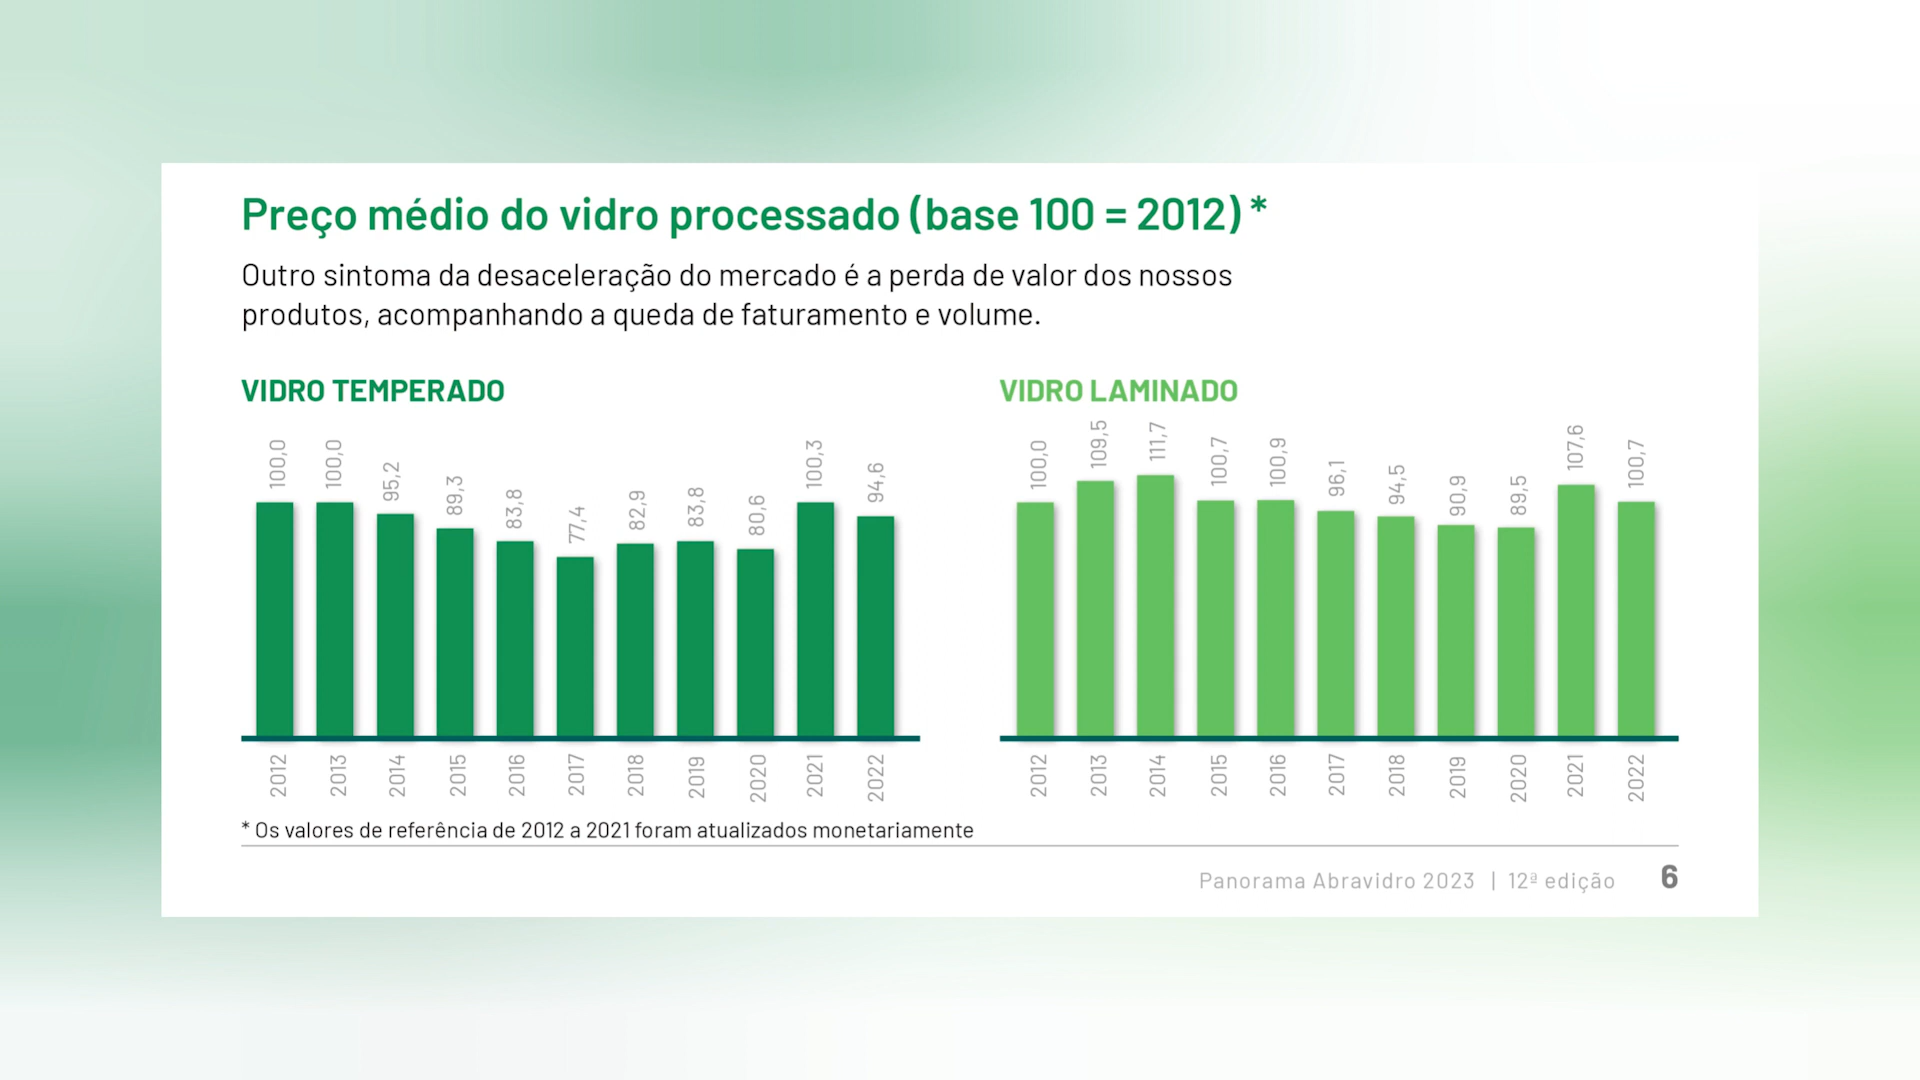 Preço médio do vidro processado (base 100 = 2012) *
Outro sintoma da desaceleração do mercado é a perda de valor dos nossos
produtos, acompanhando a queda de faturamento e volume.
VIDRO TEMPERADO
100,0 100,0 95,2 89,3 83,8 77,4 82,9 83,8 80,6 100,3 94,6
2012 2013 2014 2015 2016 2017 2018 2019 2020 2021 2022
VIDRO LAMINADO
100,0 109,5 111,7 100,7 100,9 96,1 94,5 90,9 89,5 107,6 100,7
2012 2013 2014 2015 2016 2017 2018 2019 2020 2021 2022
* Os valores de referência de 2012 a 2021 foram atualizados monetariamente
Panorama Abravidro 2023 | 12ª edição 6